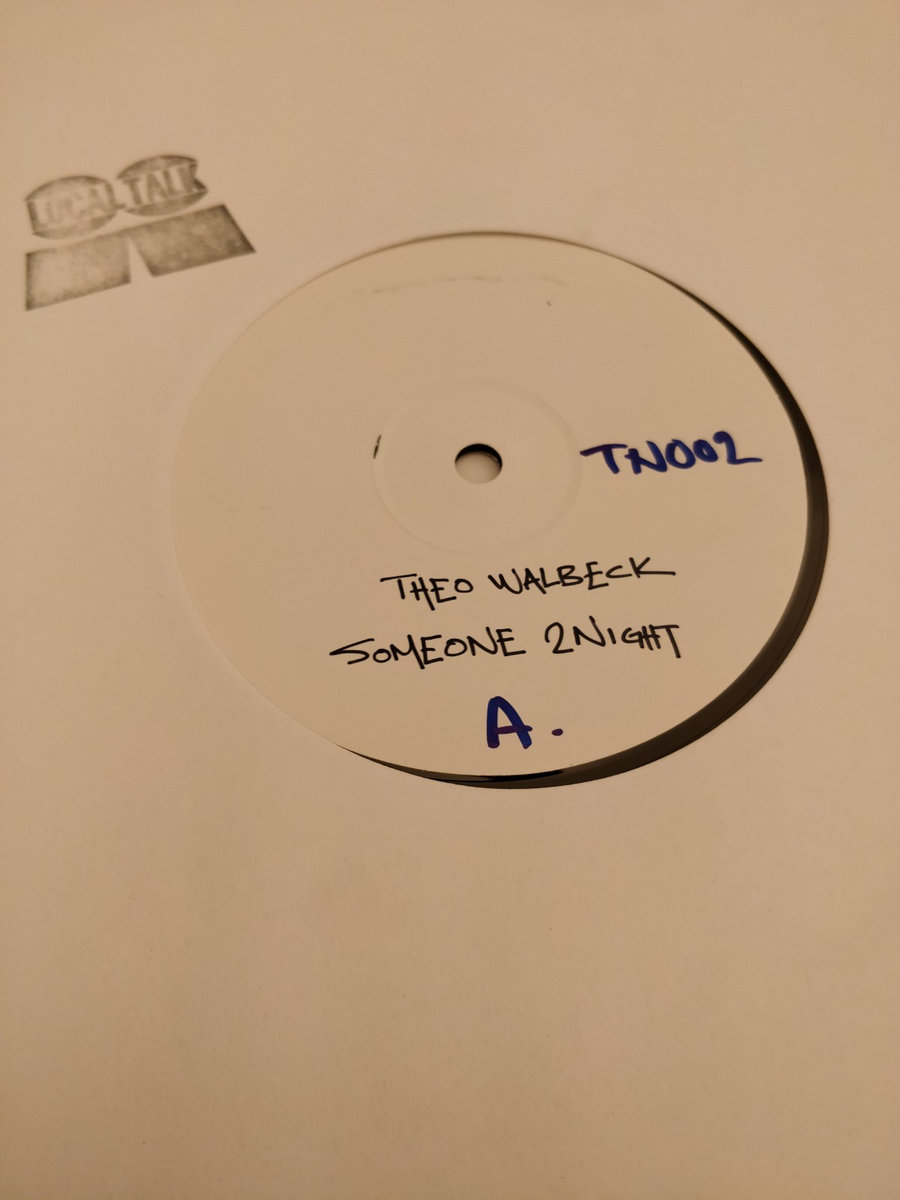 LOCAL TALK
TN002
THEO WALBECK
SOMEONE 2NIGHT
A.